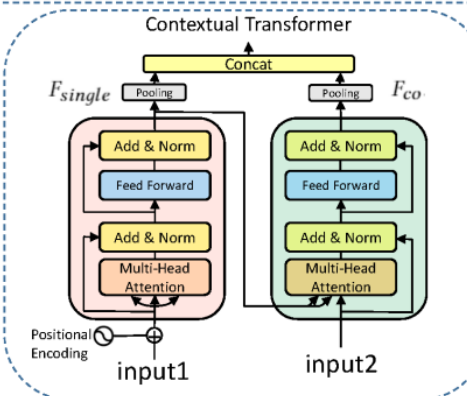 Contextual Transformer
Concat
F_single
Pooling
Pooling
F_co.
Add & Norm
Feed Forward
Add & Norm
Multi-Head
Attention
Add & Norm
Feed Forward
Add & Norm
Multi-Head
Attention
Positional
Encoding
input1
input2